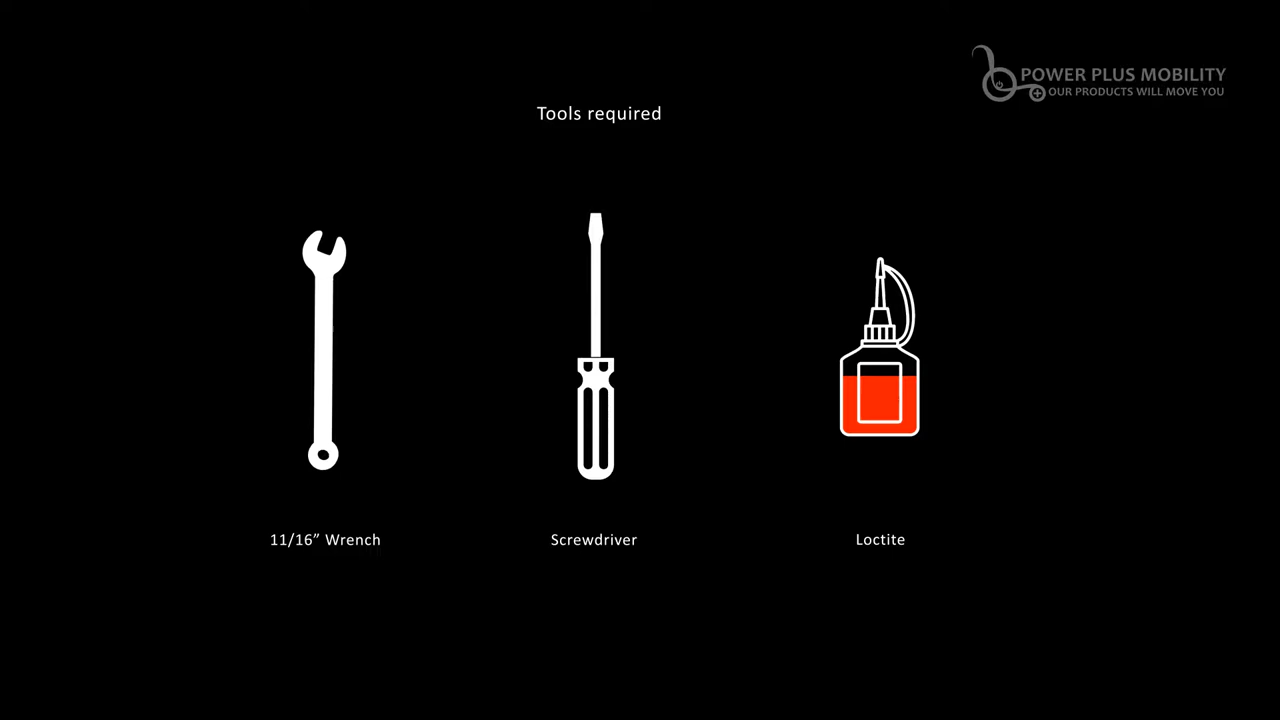 POWER PLUS MOBILITY
OUR PRODUCTS WILL MOVE YOU
Tools required
11/16” Wrench
Screwdriver
Loctite